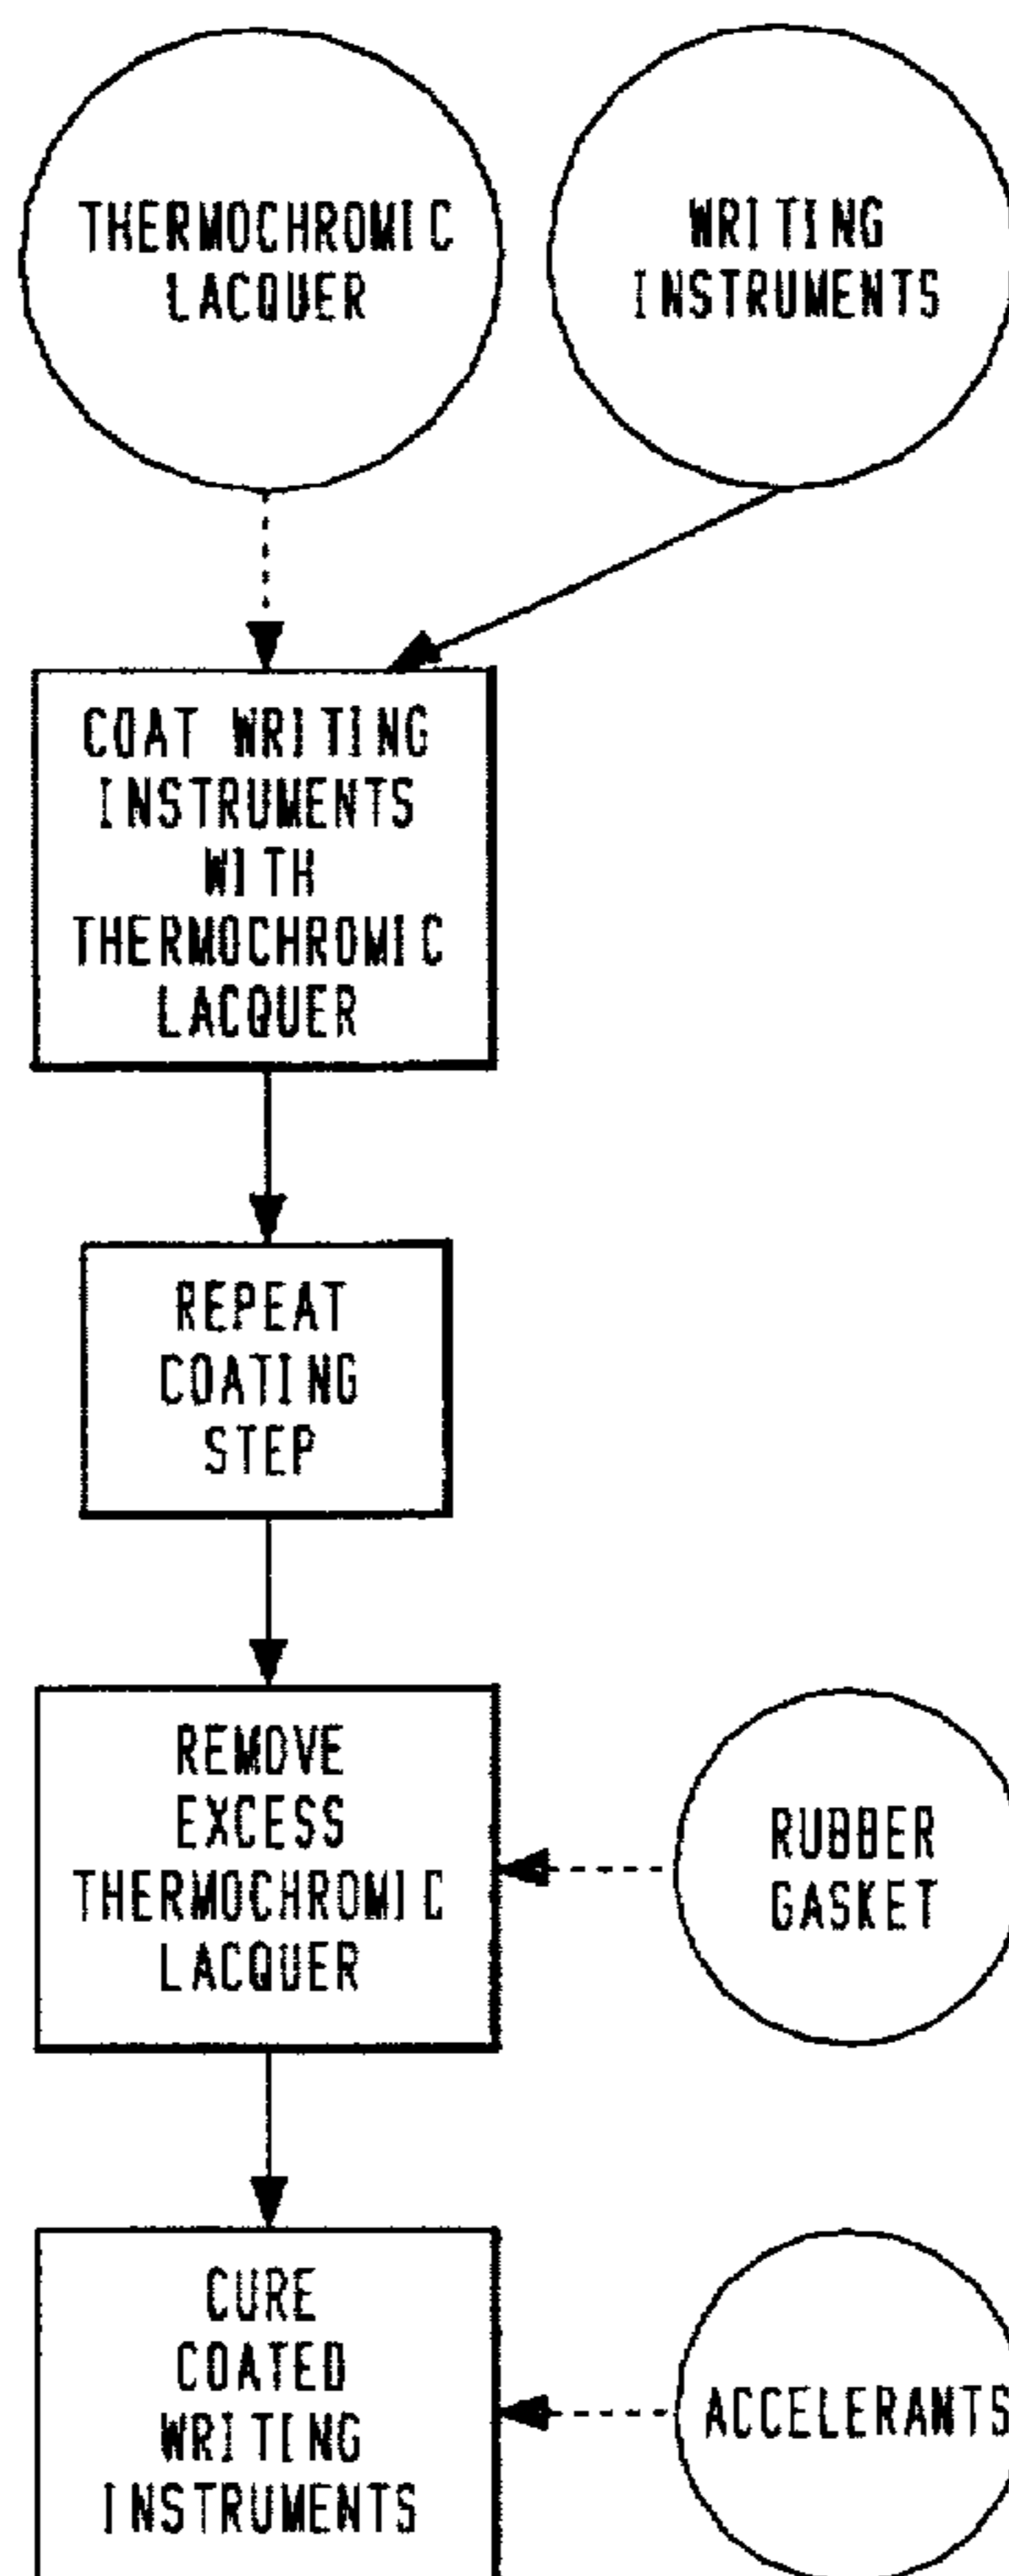 THERMOCHROMIC
LACQUER
WRITING
INSTRUMENTS
COAT WRITING
INSTRUMENTS
WITH
THERMOCHROMIC
LACQUER
REPEAT
COATING
STEP
REMOVE
EXCESS
THERMOCHROMIC
LACQUER
RUBBER
GASKET
CURE
COATED
WRITING
INSTRUMENTS
ACCELERANTS